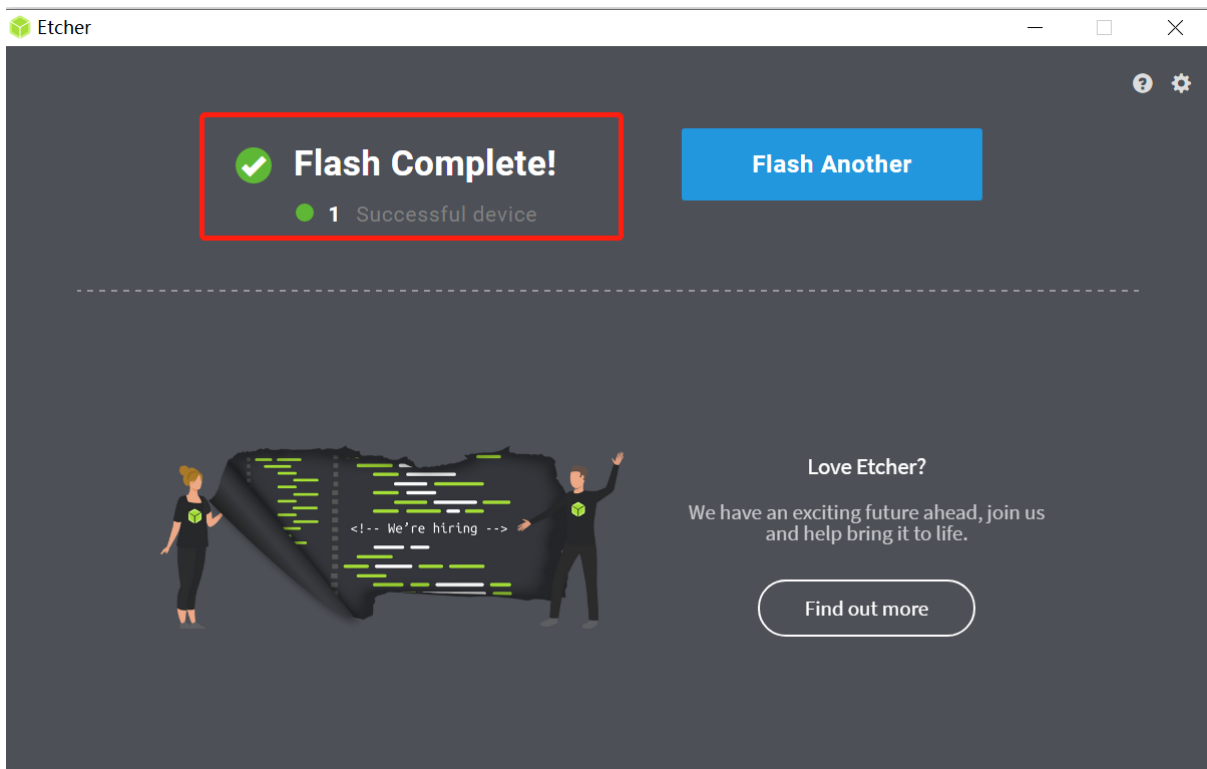 Etcher
Flash Complete!
1 Successful device
Flash Another
<!-- We're hiring -->
Love Etcher?
We have an exciting future ahead, join us
and help bring it to life.
Find out more